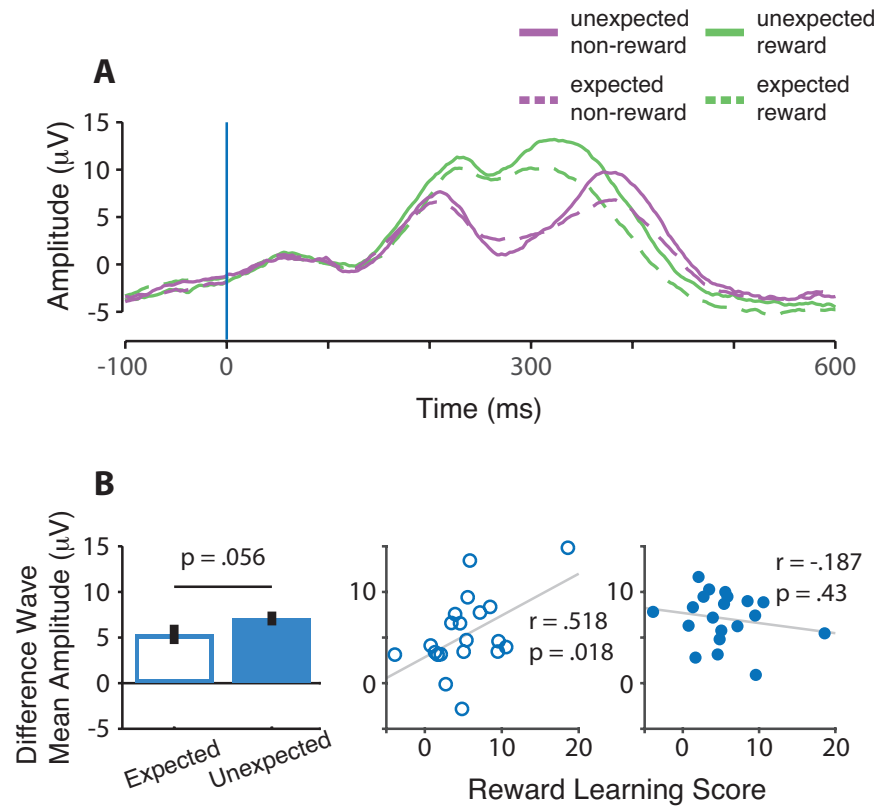 unexpected
non-reward
unexpected
reward
expected
non-reward
expected
reward
A
Amplitude (μV)
15
10
5
0
-5
-100 0 300 600
Time (ms)
B
Difference Wave
Mean Amplitude (μV)
15
10
5
0
-5
p = .056
Expected
Unexpected
10
0
r = .518
p = .018
0 10 20
10
0
r = -.187
p = .43
0 10 20
Reward Learning Score